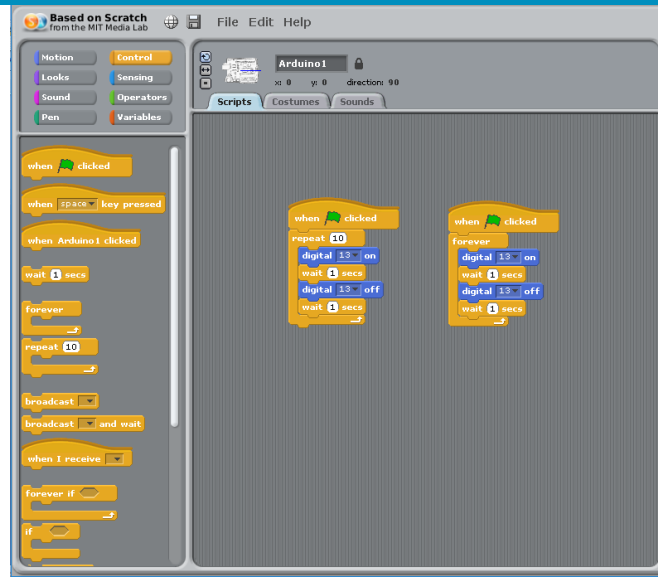 Based on Scratch
from the MIT Media Lab
File Edit Help
Motion Control
Looks Sensing
Sound Operators
Pen Variables
Arduino1
x: 0 y: 0 direction: 90
Scripts Costumes Sounds
when clicked
when space key pressed
when Arduino1 clicked
wait 1 secs
forever
repeat 10
broadcast
broadcast and wait
when I receive
forever if
if
when clicked
repeat 10
digital 13 on
wait 1 secs
digital 13 off
wait 1 secs
when clicked
forever
digital 13 on
wait 1 secs
digital 13 off
wait 1 secs